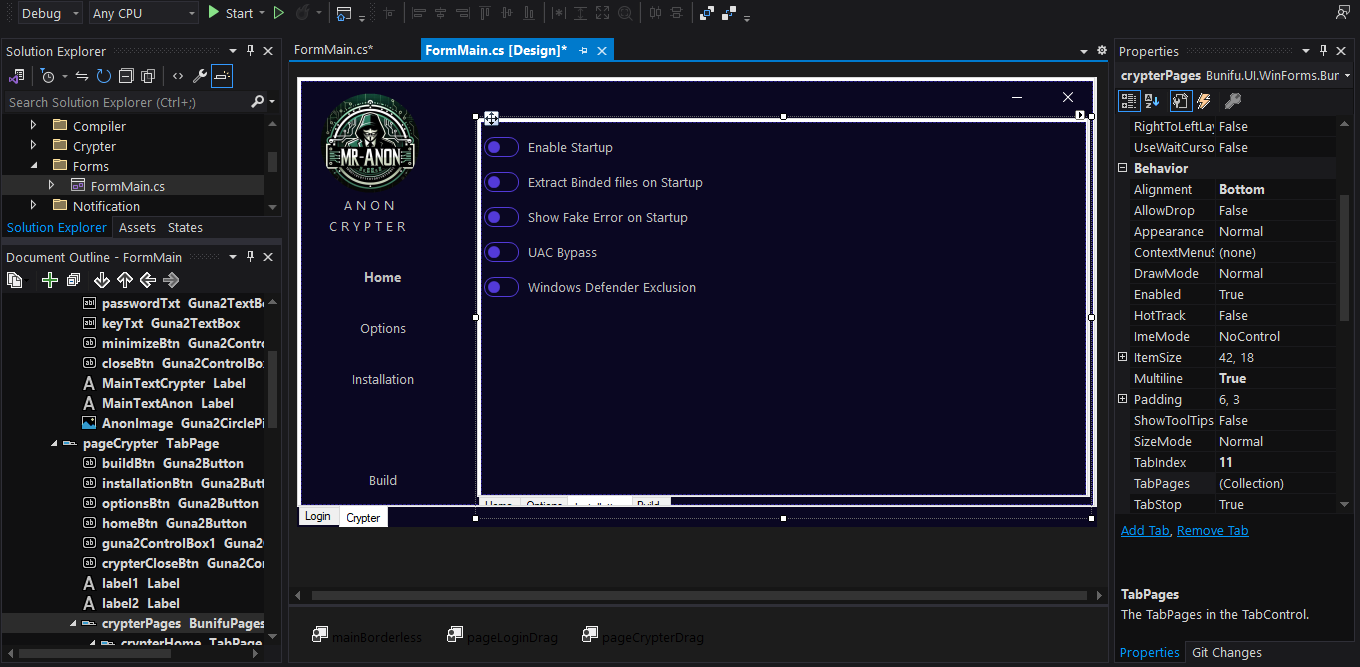 Debug
Any CPU
Start
Solution Explorer
Search Solution Explorer (Ctrl+;)
Compiler
Crypter
Forms
FormMain.cs
Notification
Solution Explorer
Assets
States
Document Outline - FormMain
passwordTxt Guna2TextBo
keyTxt Guna2TextBox
minimizeBtn Guna2Contro
closeBtn Guna2ControlBo
MainTextCrypter Label
MainTextAnon Label
AnonImage Guna2CirclePi
pageCrypter TabPage
buildBtn Guna2Button
installationBtn Guna2Butt
optionsBtn Guna2Button
homeBtn Guna2Button
guna2ControlBox1 Guna2
crypterCloseBtn Guna2Co
label1 Label
label2 Label
crypterPages BunifuPages
crypterHome TabPage
FormMain.cs*
FormMain.cs [Design]*
MR-ANON
ANON
CRYPTER
Home
Options
Installation
Build
Enable Startup
Extract Binded files on Startup
Show Fake Error on Startup
UAC Bypass
Windows Defender Exclusion
Home
Options
Installation
Build
Login
Crypter
mainBorderless
pageLoginDrag
pageCrypterDrag
Properties
crypterPages Bunifu.UI.WinForms.Bur
RightToLeftLay False
UseWaitCurso False
Behavior
Alignment Bottom
AllowDrop False
Appearance Normal
ContextMenuS (none)
DrawMode Normal
Enabled True
HotTrack False
ImeMode NoControl
ItemSize 42, 18
Multiline True
Padding 6, 3
ShowToolTips False
SizeMode Normal
TabIndex 11
TabPages (Collection)
TabStop True
Add Tab, Remove Tab
TabPages
The TabPages in the TabControl.
Properties
Git Changes